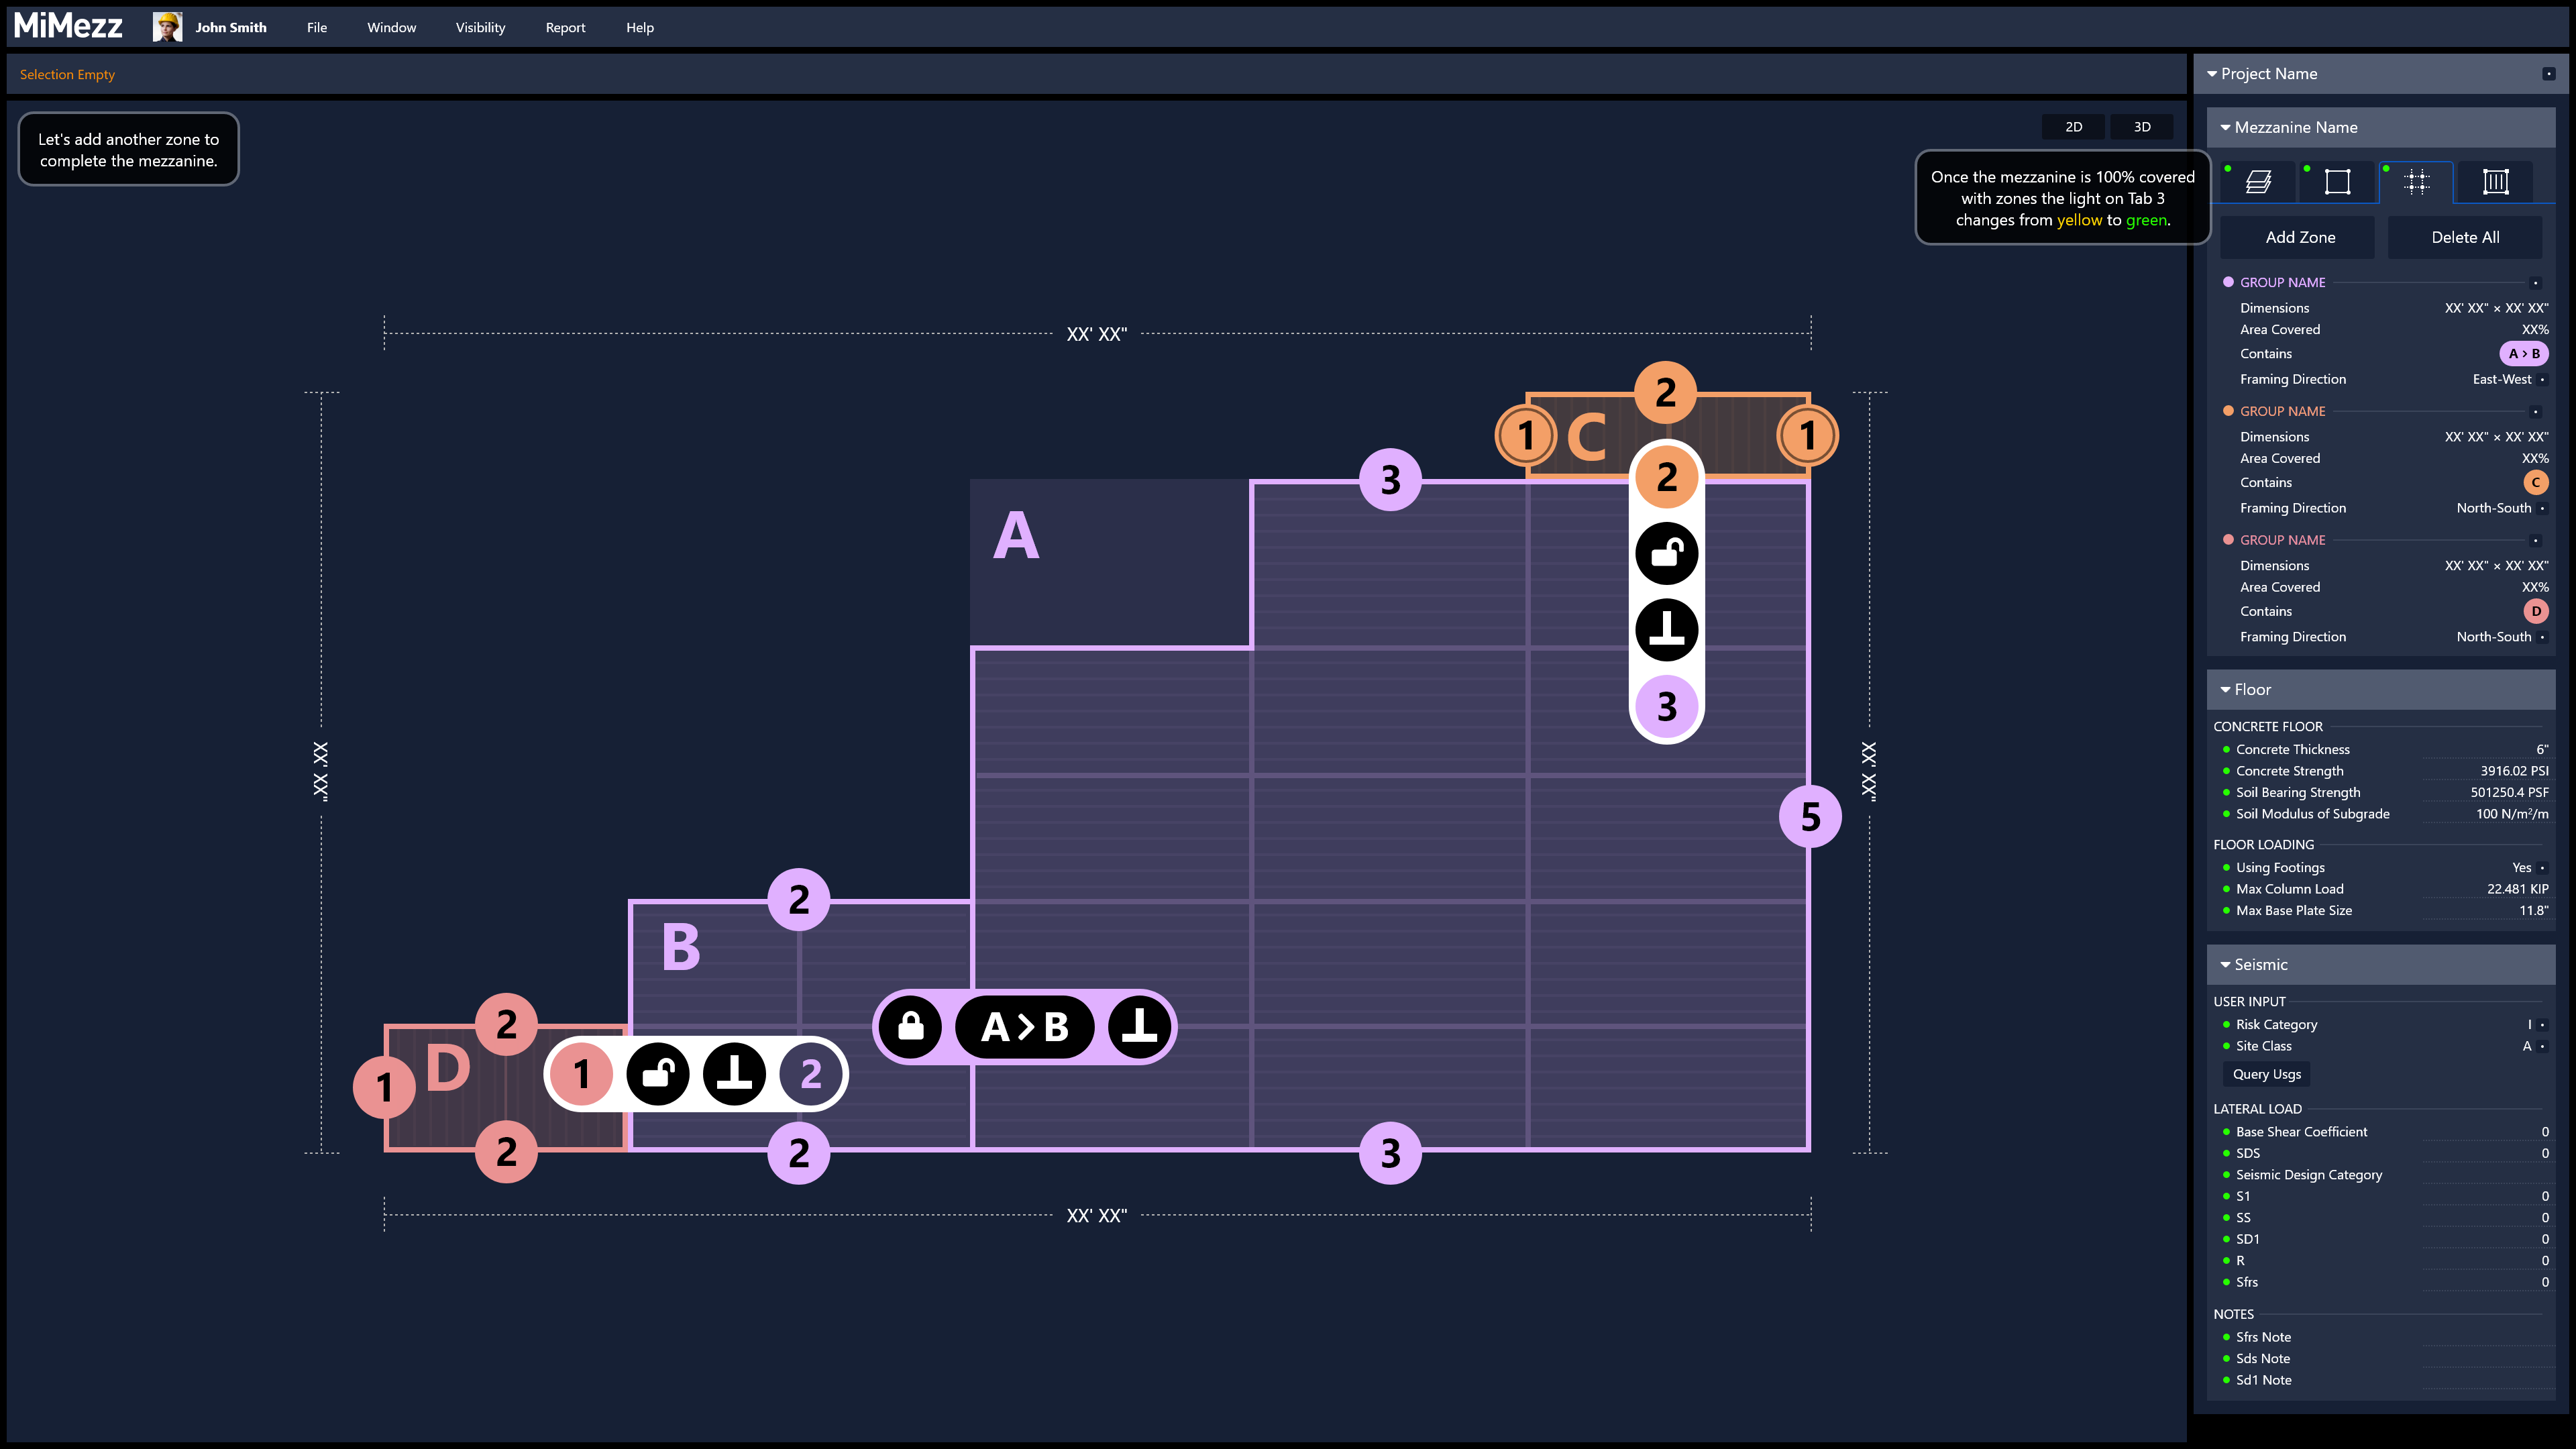 MiMezz
John Smith
File
Window
Visibility
Report
Help
Selection Empty
Let's add another zone to
complete the mezzanine.
2D
3D
Once the mezzanine is 100% covered
with zones the light on Tab 3
changes from yellow to green.
XX' XX"
XX' XX"
XX' XX"
XX' XX"
2
1
C
1
2
3
3
A
5
2
B
A > B
2
D
1
1
2
2
2
3
Project Name
Mezzanine Name
Add Zone
Delete All
GROUP NAME
Dimensions XX' XX" × XX' XX"
Area Covered XX%
Contains A > B
Framing Direction East-West
GROUP NAME
Dimensions XX' XX" × XX' XX"
Area Covered XX%
Contains C
Framing Direction North-South
GROUP NAME
Dimensions XX' XX" × XX' XX"
Area Covered XX%
Contains D
Framing Direction North-South
Floor
CONCRETE FLOOR
Concrete Thickness 6"
Concrete Strength 3916.02 PSI
Soil Bearing Strength 501250.4 PSF
Soil Modulus of Subgrade 100 N/m²/m
FLOOR LOADING
Using Footings Yes
Max Column Load 22.481 KIP
Max Base Plate Size 11.8"
Seismic
USER INPUT
Risk Category I
Site Class A
Query Usgs
LATERAL LOAD
Base Shear Coefficient 0
SDS 0
Seismic Design Category
S1 0
SS 0
SD1 0
R 0
Sfrs 0
NOTES
Sfrs Note
Sds Note
Sd1 Note